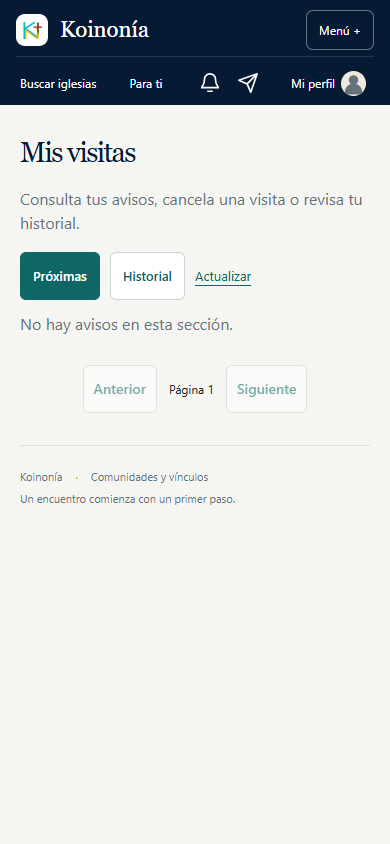 Koinonía
Menú +
Buscar iglesias
Para ti
Mi perfil
Mis visitas
Consulta tus avisos, cancela una visita o revisa tu
historial.
Próximas
Historial
Actualizar
No hay avisos en esta sección.
Anterior
Página 1
Siguiente
Koinonía · Comunidades y vínculos
Un encuentro comienza con un primer paso.